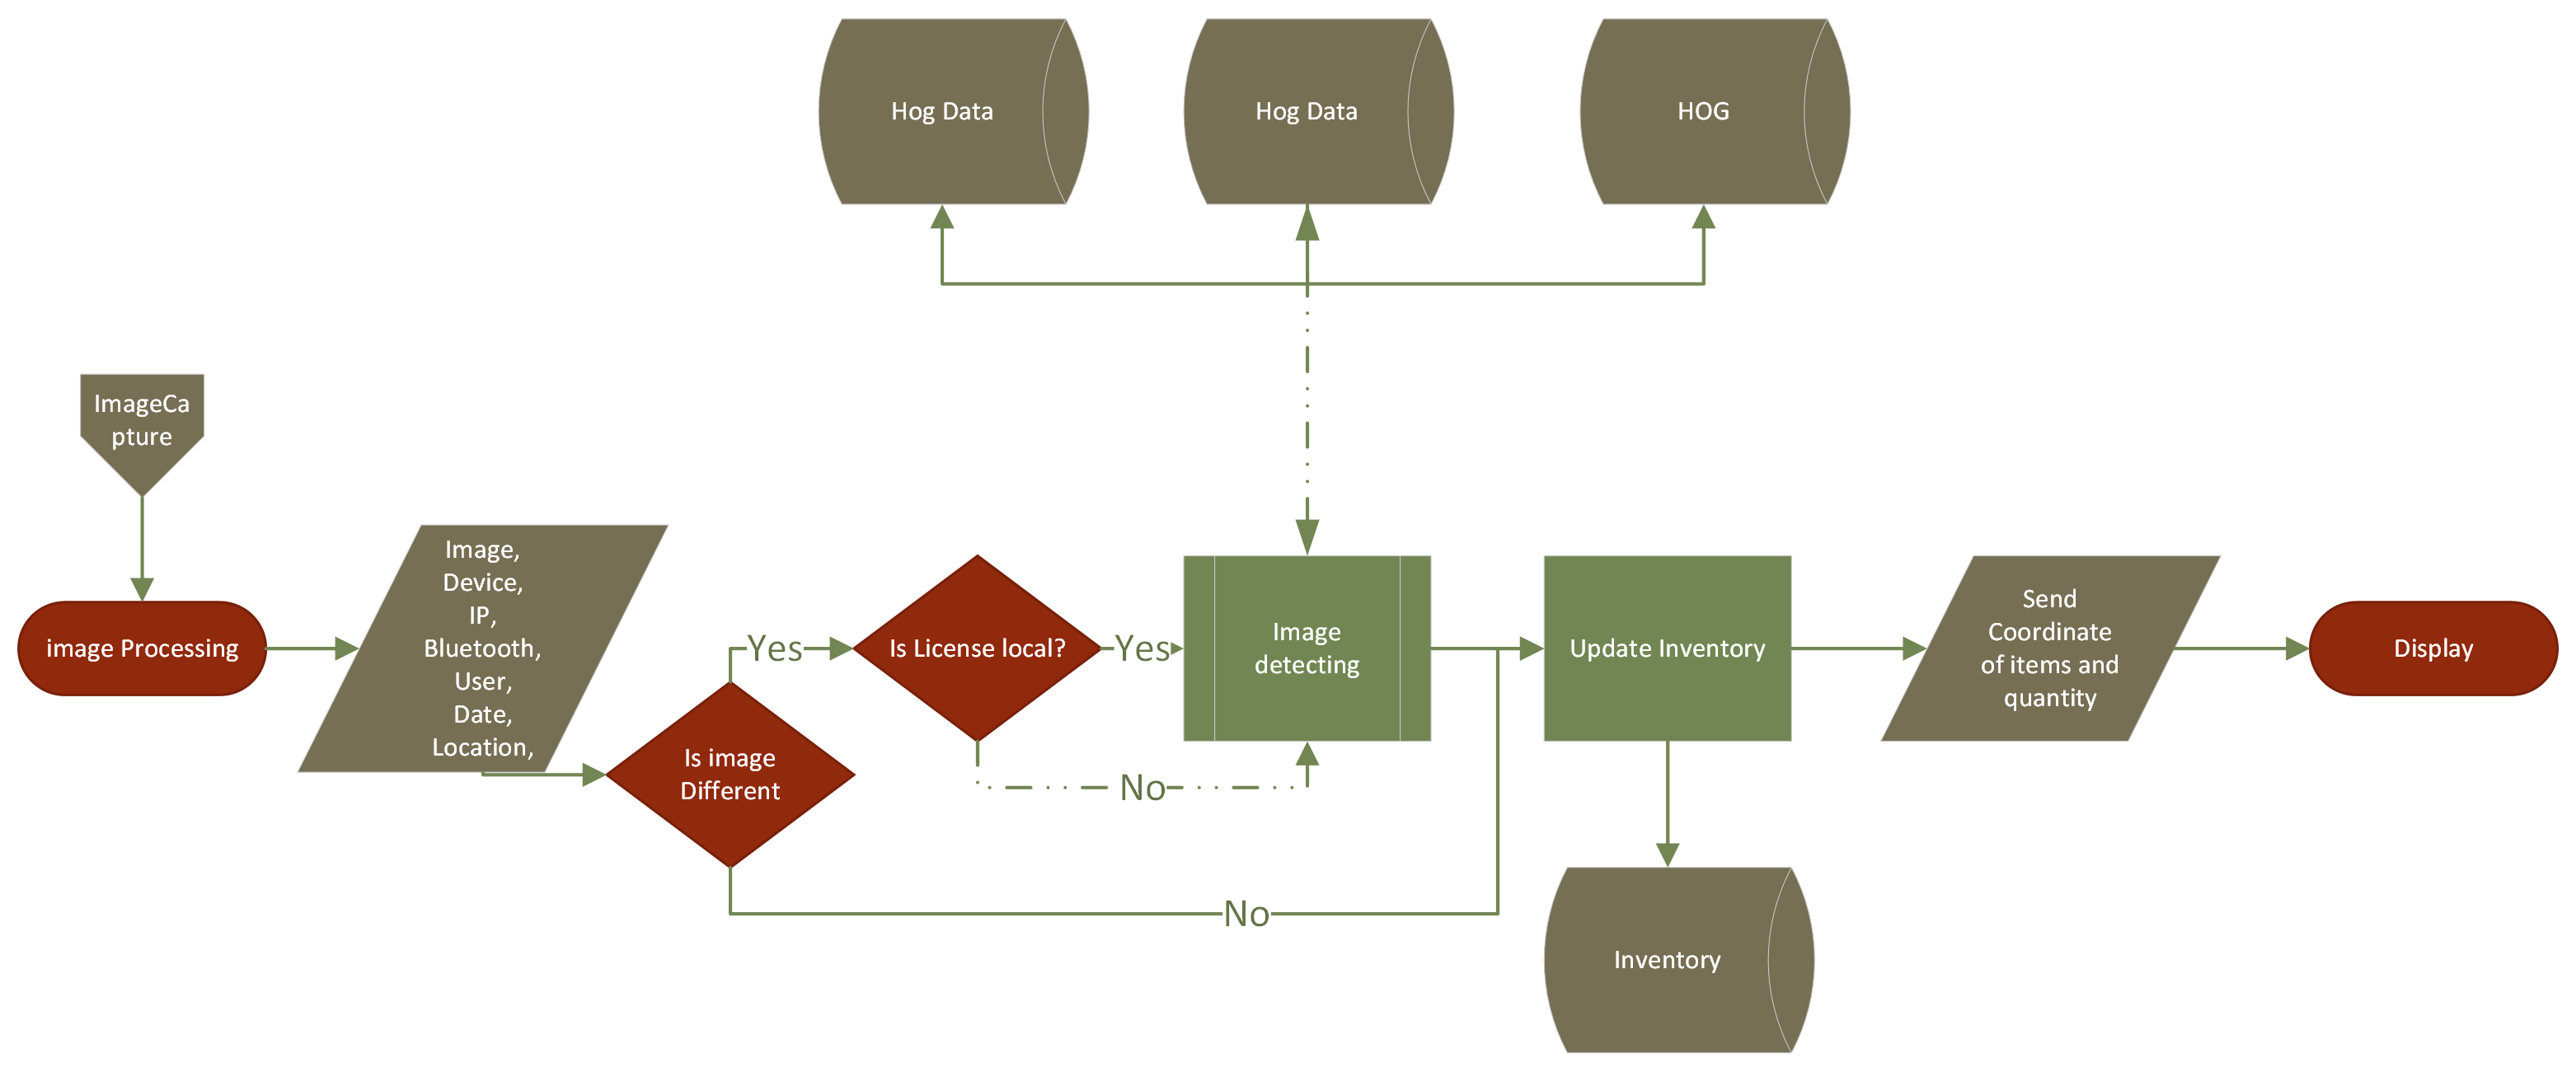 Hog Data
Hog Data
HOG
ImageCa
pture
image Processing
Image,
Device,
IP,
Bluetooth,
User,
Date,
Location,
Is image
Different
Yes
Is License local?
Yes
No
No
Image
detecting
Update Inventory
Inventory
Send
Coordinate
of items and
quantity
Display